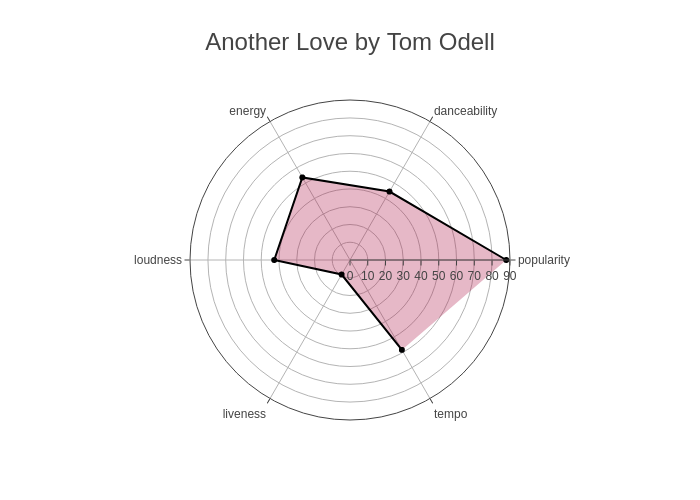 Another Love by Tom Odell
energy
danceability
loudness
popularity
0 10 20 30 40 50 60 70 80 90
liveness
tempo